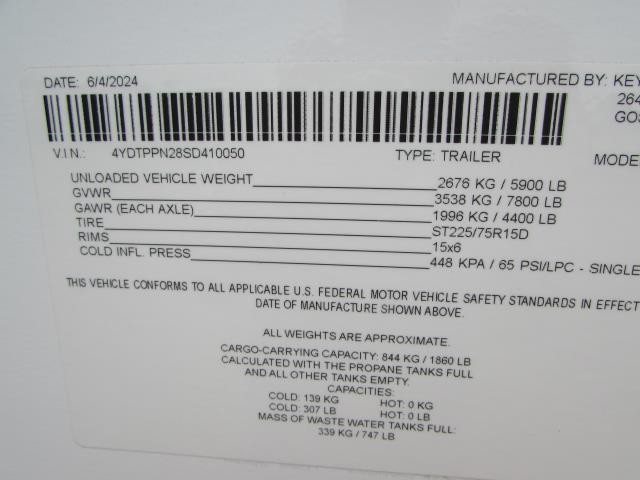 DATE: 6/4/2024 MANUFACTURED BY: KEY
264
GOS
V.I.N.: 4YDTPPN28SD410050 TYPE: TRAILER MODE
UNLOADED VEHICLE WEIGHT 2676 KG / 5900 LB
GVWR 3538 KG / 7800 LB
GAWR (EACH AXLE) 1996 KG / 4400 LB
TIRE ST225/75R15D
RIMS 15x6
COLD INFL. PRESS 448 KPA / 65 PSI/LPC - SINGLE
THIS VEHICLE CONFORMS TO ALL APPLICABLE U.S. FEDERAL MOTOR VEHICLE SAFETY STANDARDS IN EFFECT
DATE OF MANUFACTURE SHOWN ABOVE.
ALL WEIGHTS ARE APPROXIMATE.
CARGO-CARRYING CAPACITY: 844 KG / 1860 LB
CALCULATED WITH THE PROPANE TANKS FULL
AND ALL OTHER TANKS EMPTY.
CAPACITIES:
COLD: 139 KG HOT: 0 KG
COLD: 307 LB HOT: 0 LB
MASS OF WASTE WATER TANKS FULL:
339 KG / 747 LB